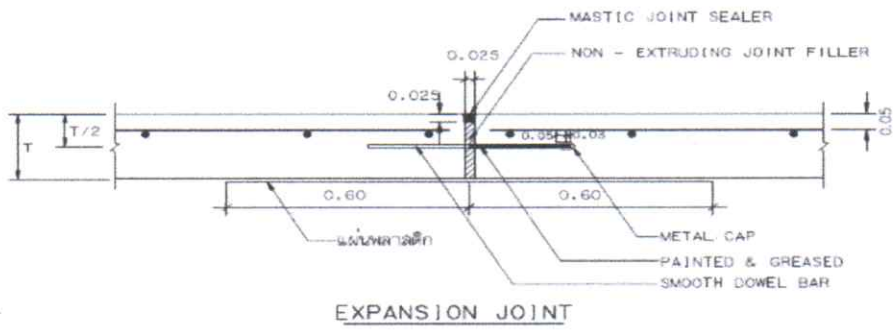 MASTIC JOINT SEALER
NON - EXTRUDING JOINT FILLER
0.025
0.025
T/2
T
0.05
0.03
0.05
0.60
0.60
แผ่นพลาสติก
METAL CAP
PAINTED & GREASED
SMOOTH DOWEL BAR
EXPANSION JOINT